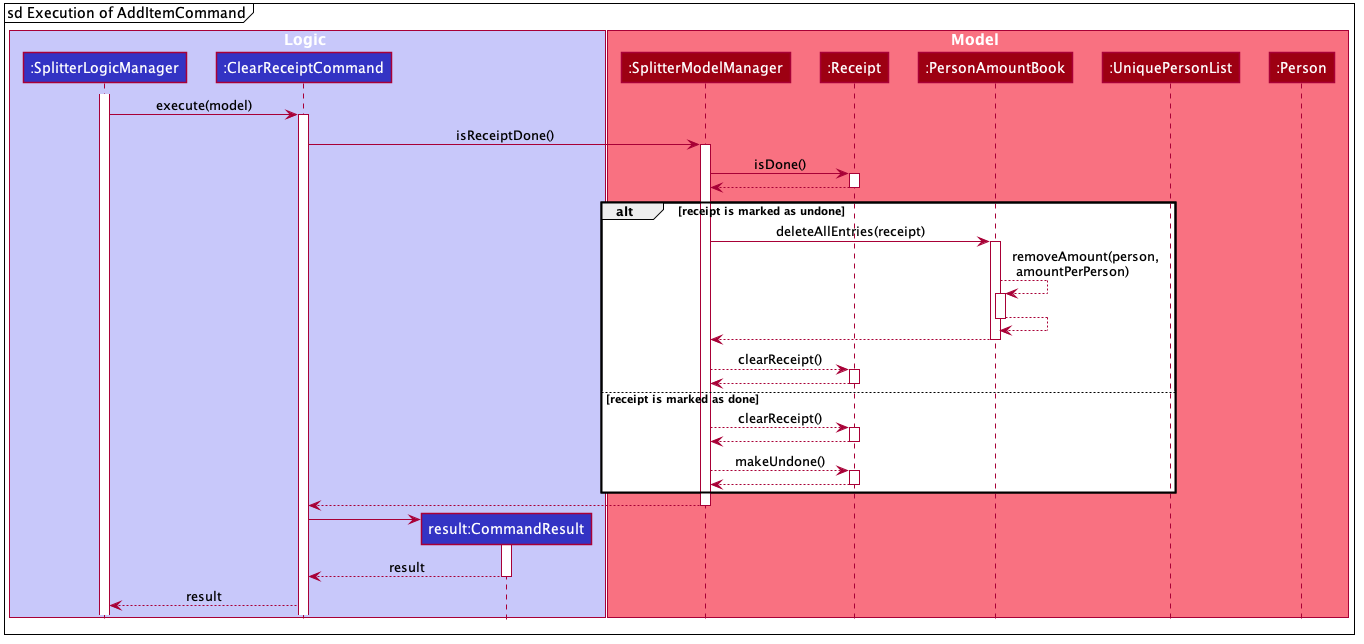 sd Execution of AddItemCommand
Logic
Model
:SplitterLogicManager
:ClearReceiptCommand
:SplitterModelManager
:Receipt
:PersonAmountBook
:UniquePersonList
:Person
execute(model)
isReceiptDone()
isDone()
alt
[receipt is marked as undone]
deleteAllEntries(receipt)
removeAmount(person,
amountPerPerson)
clearReceipt()
[receipt is marked as done]
clearReceipt()
makeUndone()
result:CommandResult
result
result